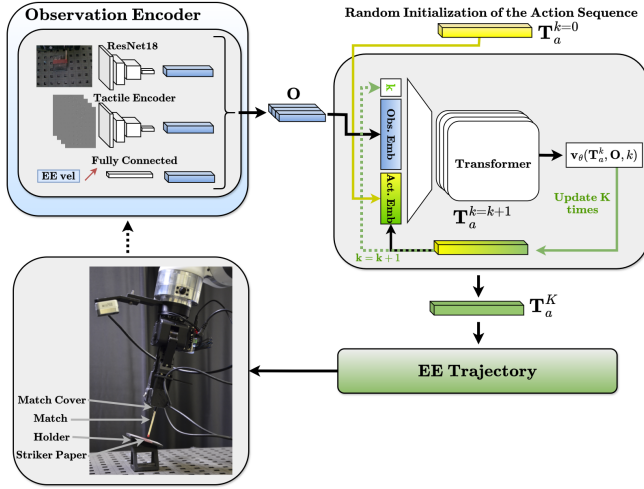 Observation Encoder
ResNet18
Tactile Encoder
Fully Connected
EE vel
O
Random Initialization of the Action Sequence
T_a^{k=0}
k
Obs. Emb
Act. Emb
Transformer
T_a^{k=k+1}
v_θ(T_a^k, O, k)
Update K
times
k = k + 1
T_a^K
EE Trajectory
Match Cover
Match
Holder
Striker Paper